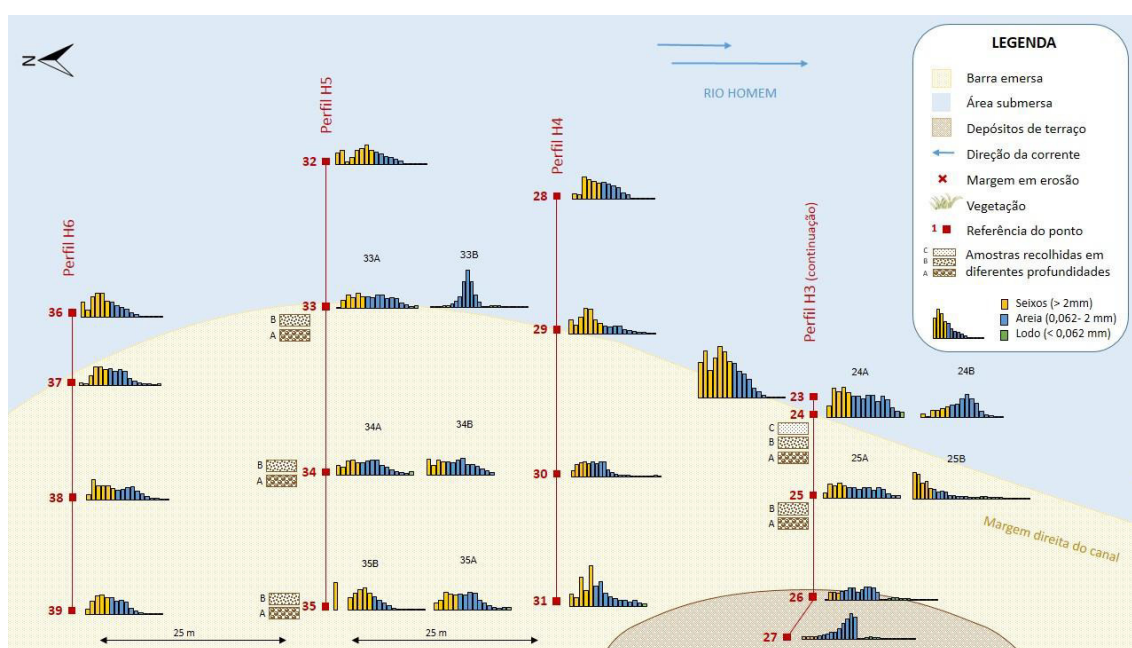 N
RIO HOMEM
LEGENDA
Barra emersa
Área submersa
Depósitos de terraço
Direção da corrente
Margem em erosão
Vegetação
1
Referência do ponto
C
B
A
Amostras recolhidas em
diferentes profundidades
Seixos (> 2mm)
Areia (0,062- 2 mm)
Lodo (< 0,062 mm)
Perfil H6
36
37
38
39
Perfil H5
32
33A
33B
33
B
A
34A
34B
34
B
A
35B
35A
35
B
A
Perfil H4
28
29
30
31
Perfil H3 (continuação)
23
24
24A
24B
C
B
A
25A
25B
25
B
A
26
27
Margem direita do canal
25 m
25 m